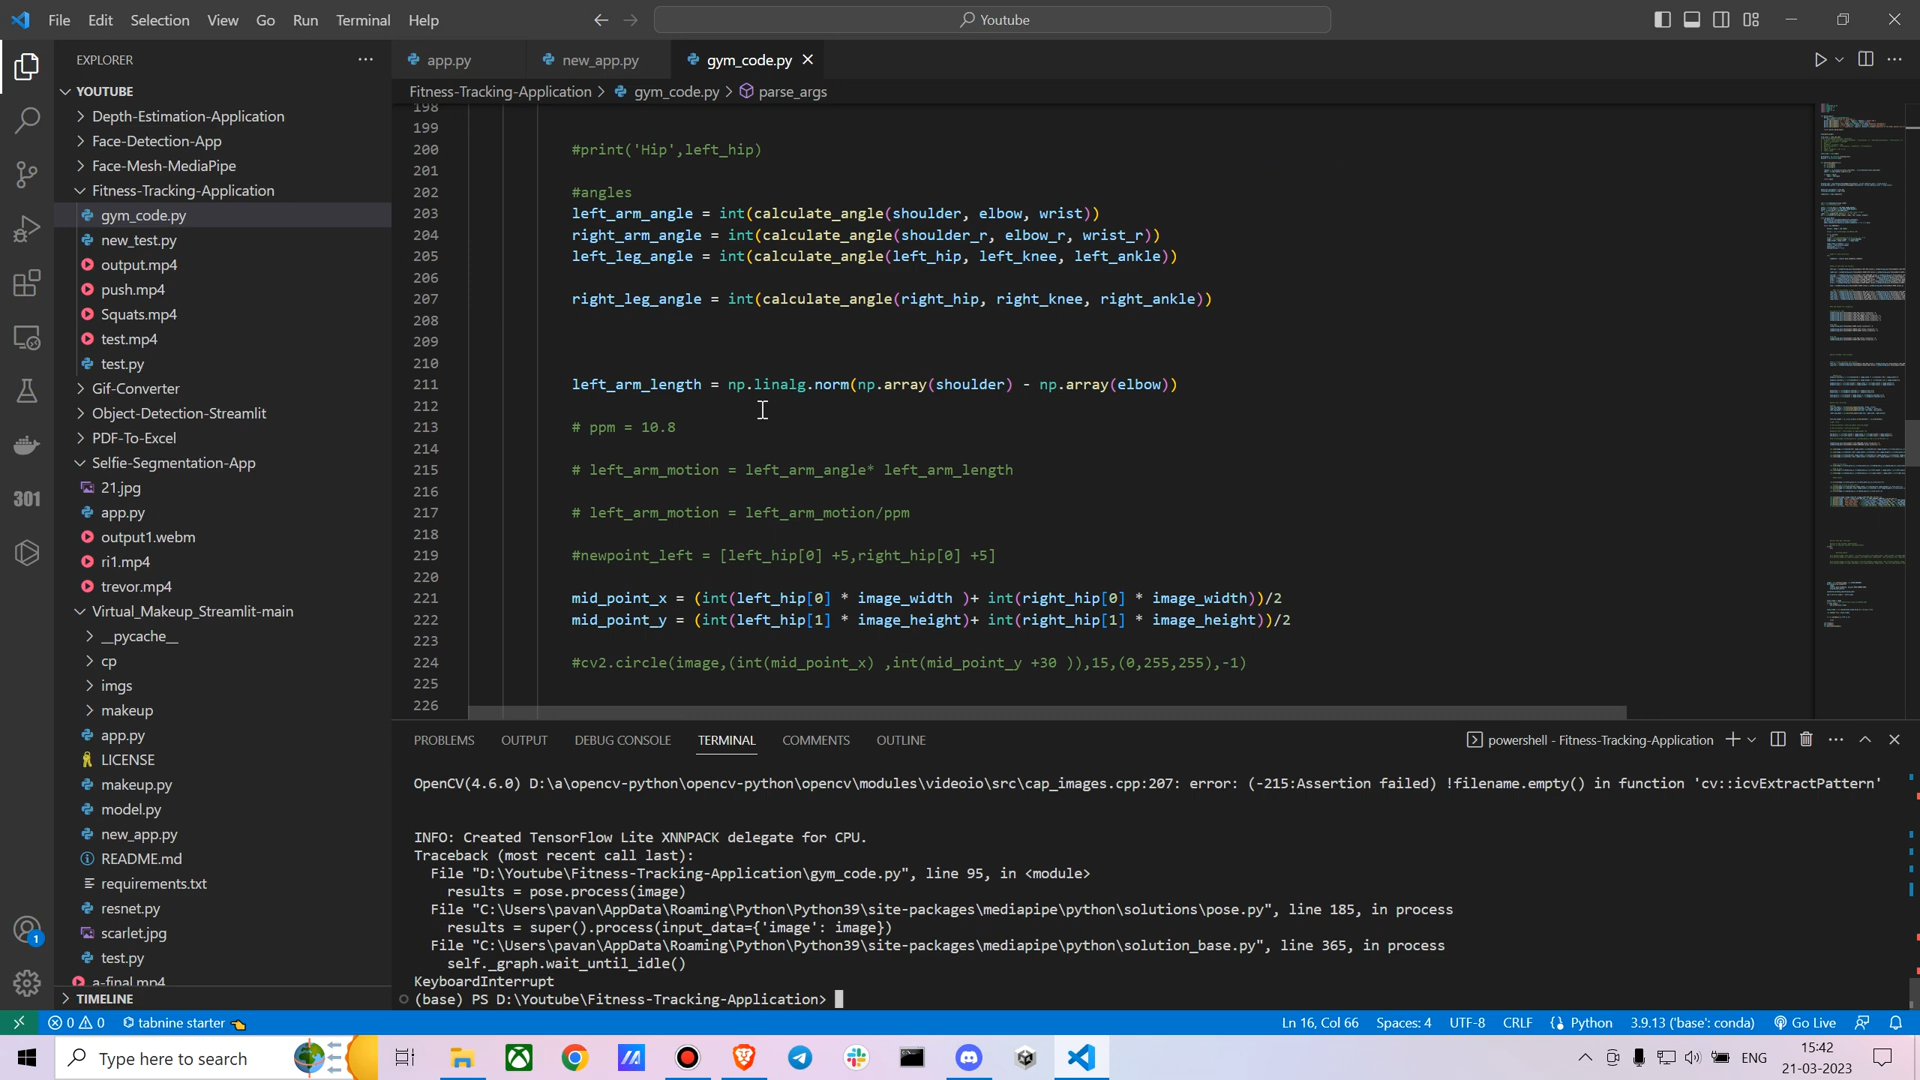 File Edit Selection View Go Run Terminal Help
Youtube
EXPLORER
app.py
new_app.py
gym_code.py
YOUTUBE
Fitness-Tracking-Application > gym_code.py > parse_args
Depth-Estimation-Application
Face-Detection-App
Face-Mesh-MediaPipe
Fitness-Tracking-Application
gym_code.py
new_test.py
output.mp4
push.mp4
Squats.mp4
test.mp4
test.py
Gif-Converter
Object-Detection-Streamlit
PDF-To-Excel
Selfie-Segmentation-App
21.jpg
app.py
output1.webm
ri1.mp4
trevor.mp4
Virtual_Makeup_Streamlit-main
__pycache__
cp
imgs
makeup
app.py
LICENSE
makeup.py
model.py
new_app.py
README.md
requirements.txt
resnet.py
scarlet.jpg
test.py
a-final.mp4
TIMELINE
198
199
200 #print('Hip',left_hip)
201
202 #angles
203 left_arm_angle = int(calculate_angle(shoulder, elbow, wrist))
204 right_arm_angle = int(calculate_angle(shoulder_r, elbow_r, wrist_r))
205 left_leg_angle = int(calculate_angle(left_hip, left_knee, left_ankle))
206
207 right_leg_angle = int(calculate_angle(right_hip, right_knee, right_ankle))
208
209
210
211 left_arm_length = np.linalg.norm(np.array(shoulder) - np.array(elbow))
212
213 # ppm = 10.8
214
215 # left_arm_motion = left_arm_angle* left_arm_length
216
217 # left_arm_motion = left_arm_motion/ppm
218
219 #newpoint_left = [left_hip[0] +5,right_hip[0] +5]
220
221 mid_point_x = (int(left_hip[0] * image_width )+ int(right_hip[0] * image_width))/2
222 mid_point_y = (int(left_hip[1] * image_height)+ int(right_hip[1] * image_height))/2
223
224 #cv2.circle(image,(int(mid_point_x) ,int(mid_point_y +30 )),15,(0,255,255),-1)
225
226
PROBLEMS OUTPUT DEBUG CONSOLE TERMINAL COMMENTS OUTLINE
powershell - Fitness-Tracking-Application
OpenCV(4.6.0) D:\a\opencv-python\opencv-python\opencv\modules\videoio\src\cap_images.cpp:207: error: (-215:Assertion failed) !filename.empty() in function 'cv::icvExtractPattern'
INFO: Created TensorFlow Lite XNNPACK delegate for CPU.
Traceback (most recent call last):
File "D:\Youtube\Fitness-Tracking-Application\gym_code.py", line 95, in <module>
results = pose.process(image)
File "C:\Users\pavan\AppData\Roaming\Python\Python39\site-packages\mediapipe\python\solutions\pose.py", line 185, in process
results = super().process(input_data={'image': image})
File "C:\Users\pavan\AppData\Roaming\Python\Python39\site-packages\mediapipe\python\solution_base.py", line 365, in process
self._graph.wait_until_idle()
KeyboardInterrupt
(base) PS D:\Youtube\Fitness-Tracking-Application>
301
1
0 0 tabnine starter
Ln 16, Col 66 Spaces: 4 UTF-8 CRLF Python 3.9.13 ('base': conda) Go Live
Type here to search
ENG
15:42
21-03-2023